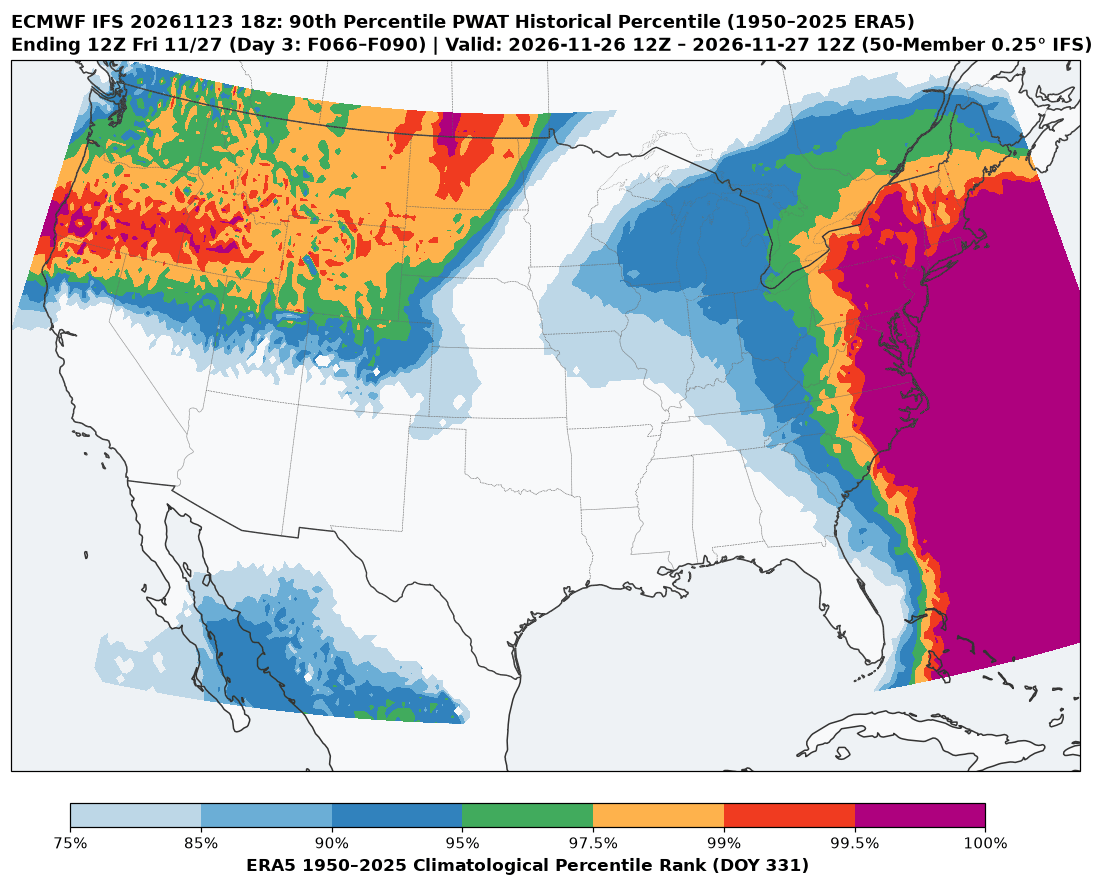 ECMWF IFS 20261123 18z: 90th Percentile PWAT Historical Percentile (1950–2025 ERA5)
Ending 12Z Fri 11/27 (Day 3: F066–F090) | Valid: 2026-11-26 12Z – 2026-11-27 12Z (50-Member 0.25° IFS)
75% 85% 90% 95% 97.5% 99% 99.5% 100%
ERA5 1950–2025 Climatological Percentile Rank (DOY 331)